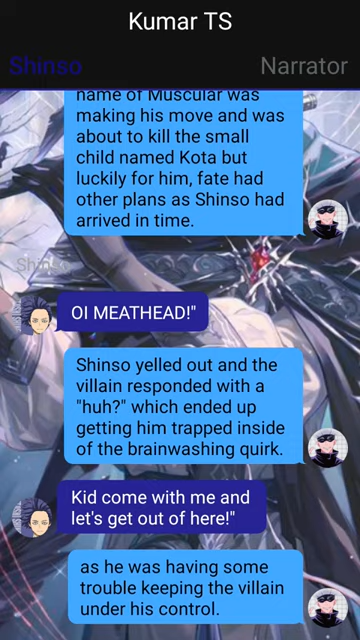 Kumar TS
Shinso
Narrator
name of Muscular was
making his move and was
about to kill the small
child named Kota but
luckily for him, fate had
other plans as Shinso had
arrived in time.
Shinso
OI MEATHEAD!"
Shinso yelled out and the
villain responded with a
"huh?" which ended up
getting him trapped inside
of the brainwashing quirk.
Kid come with me and
let's get out of here!"
as he was having some
trouble keeping the villain
under his control.